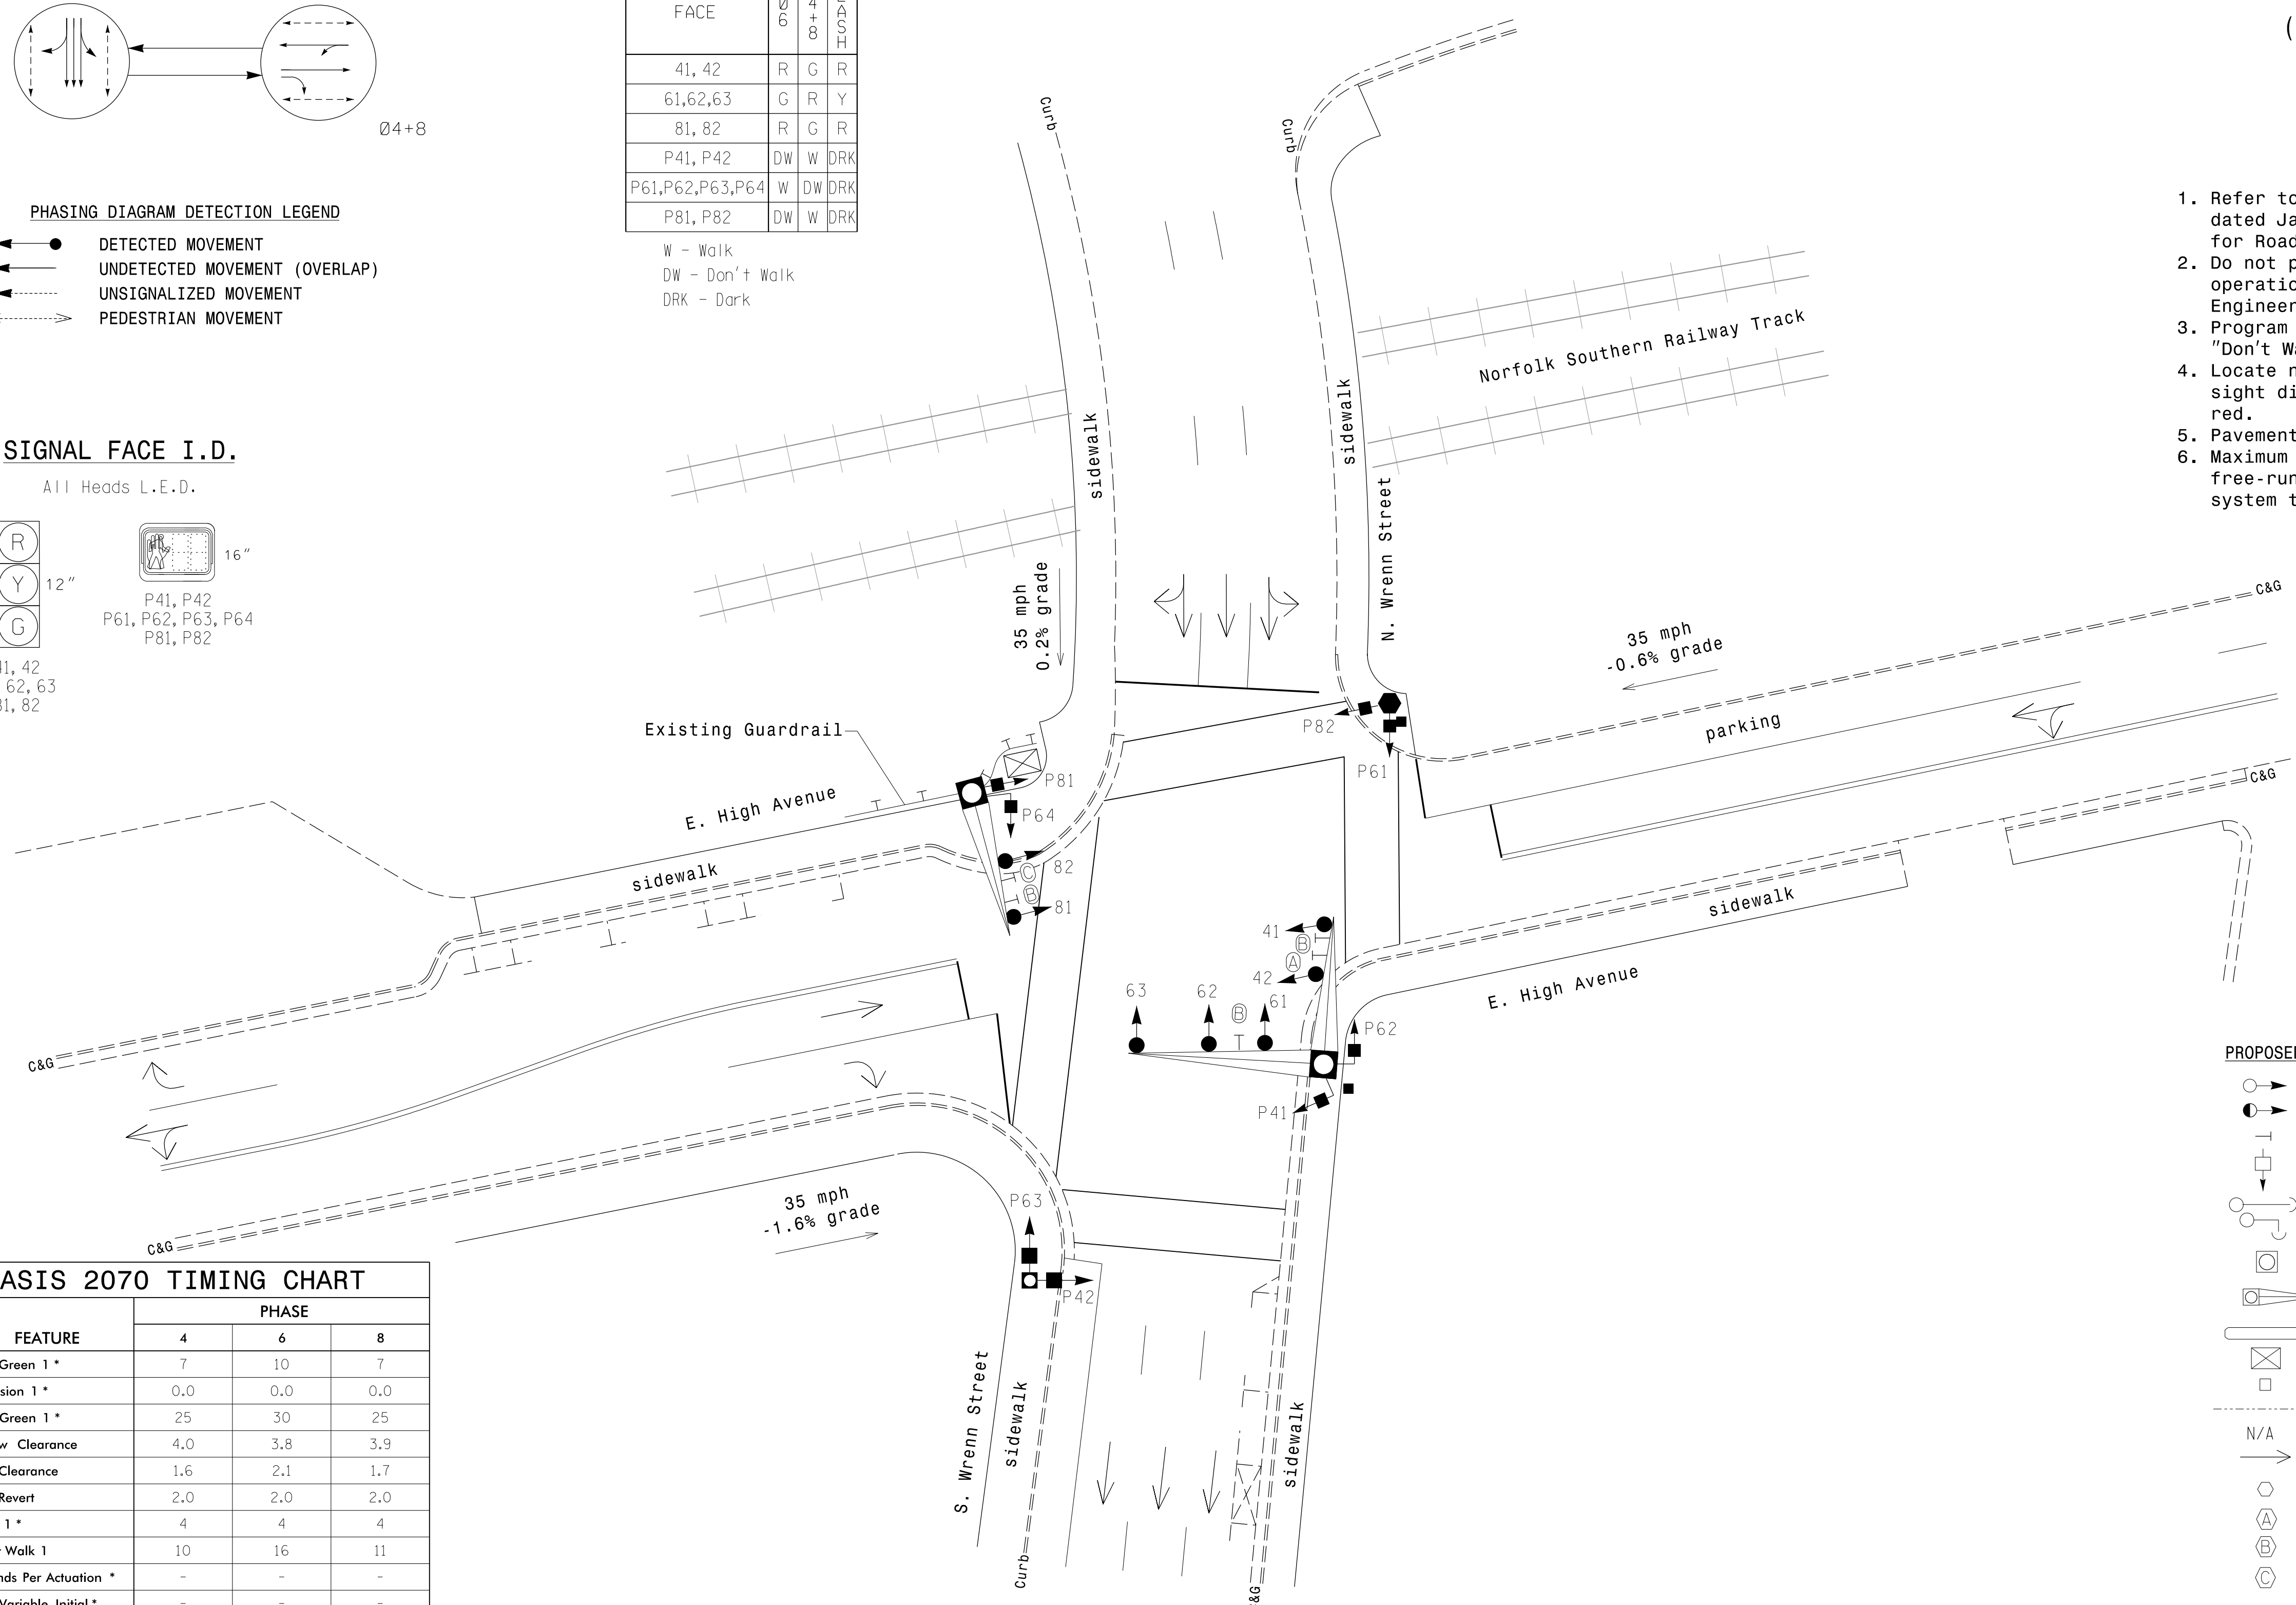 Ø4+8
FACE
Ø 6
4 + 8
A S H
41, 42 R G R
61,62,63 G R Y
81, 82 R G R
P41, P42 DW W DRK
P61,P62,P63,P64 W DW DRK
P81, P82 DW W DRK
W - Walk
DW - Don't Walk
DRK - Dark
PHASING DIAGRAM DETECTION LEGEND
DETECTED MOVEMENT
UNDETECTED MOVEMENT (OVERLAP)
UNSIGNALIZED MOVEMENT
PEDESTRIAN MOVEMENT
SIGNAL FACE I.D.
All Heads L.E.D.
R
Y
G
12"
16"
P41, P42
P61, P62, P63, P64
P81, P82
41, 42
62, 63
81, 82
(
1. Refer to
dated Ja
for Road
2. Do not p
operatio
Engineer
3. Program
"Don't Wa
4. Locate n
sight di
red.
5. Pavement
6. Maximum
free-run
system t
Curb
Curb
sidewalk
sidewalk
Norfolk Southern Railway Track
N. Wrenn Street
35 mph
0.2% grade
35 mph
-0.6% grade
C&G
parking
C&G
Existing Guardrail
P82
P61
P81
P64
E. High Avenue
sidewalk
82
C
B
81
41
B
A
42
sidewalk
E. High Avenue
63
62
B
61
P62
P41
C&G
C&G
35 mph
-1.6% grade
P63
P42
S. Wrenn Street
sidewalk
Curb
sidewalk
&G
ASIS 2070 TIMING CHART
FEATURE
PHASE
4 6 8
Green 1 * 7 10 7
sion 1 * 0.0 0.0 0.0
Green 1 * 25 30 25
w Clearance 4.0 3.8 3.9
Clearance 1.6 2.1 1.7
Revert 2.0 2.0 2.0
1 * 4 4 4
Walk 1 10 16 11
nds Per Actuation * - - -
Variable Initial * - - -
PROPOSE
N/A
A
B
C